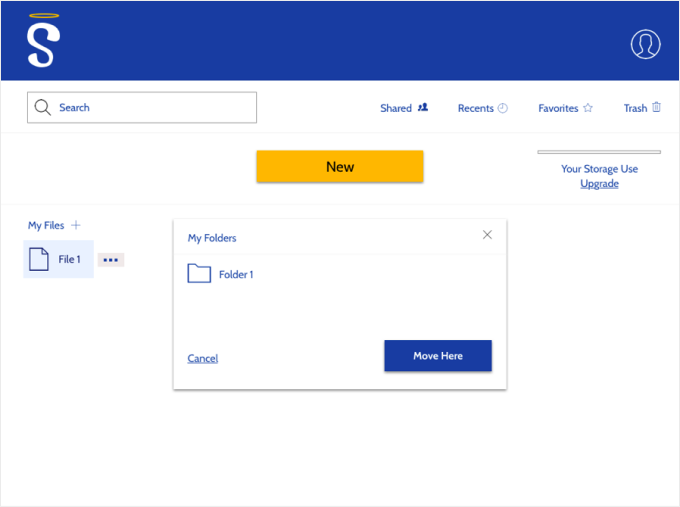 S
Search
Shared
Recents
Favorites
Trash
New
Your Storage Use
Upgrade
My Files
File 1
My Folders
Folder 1
Cancel
Move Here